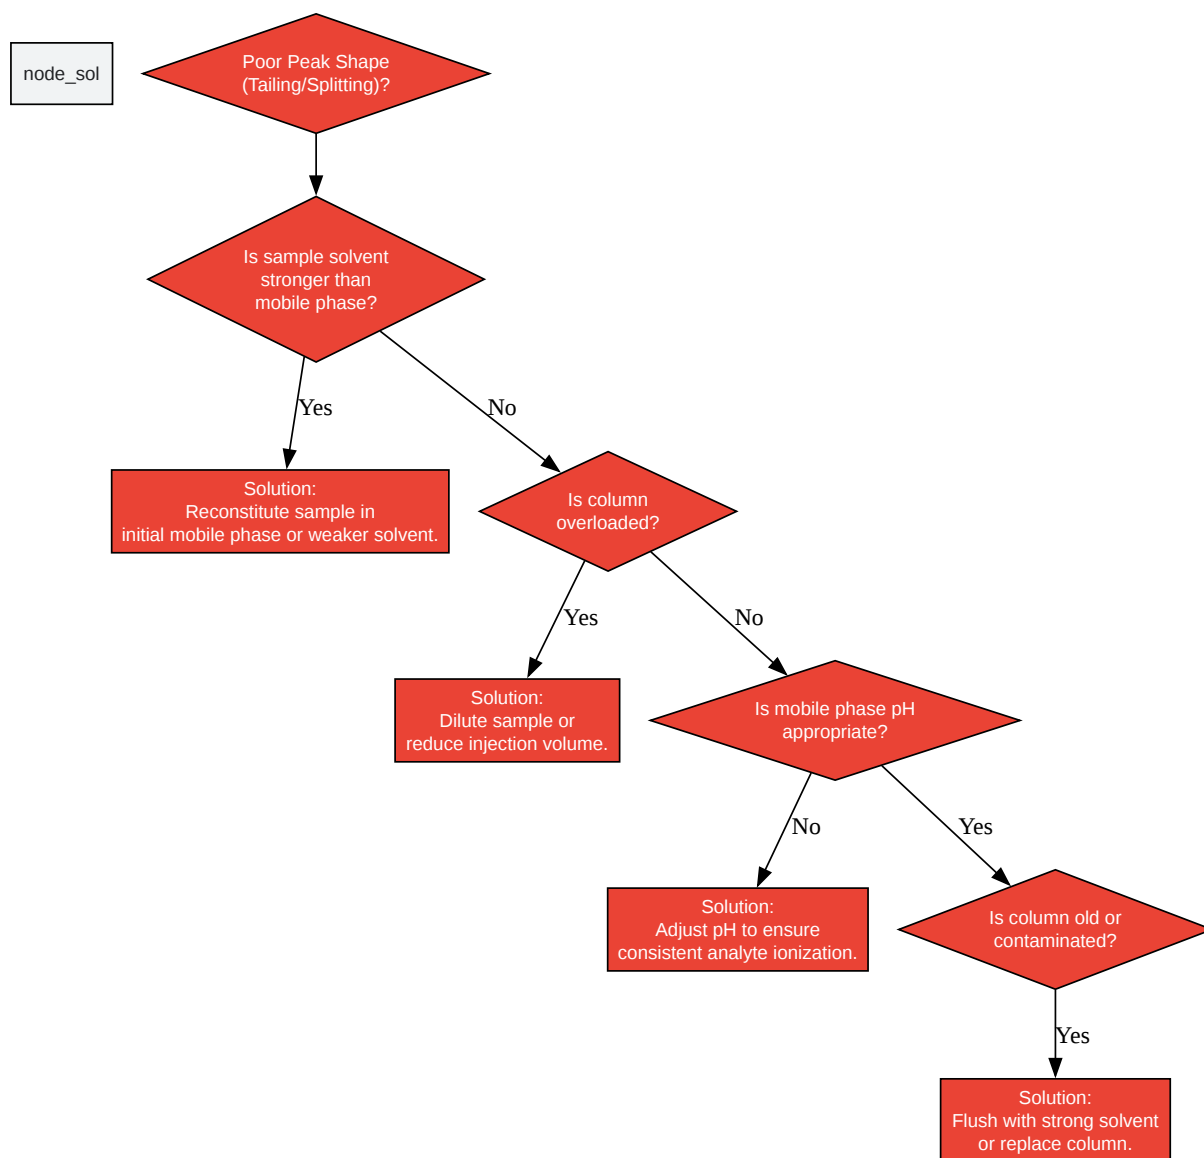 node_sol
Poor Peak Shape
(Tailing/Splitting)?
Is sample solvent
stronger than
mobile phase?
Yes
No
Solution:
Reconstitute sample in
initial mobile phase or weaker solvent.
Is column
overloaded?
Yes
No
Solution:
Dilute sample or
reduce injection volume.
Is mobile phase pH
appropriate?
No
Yes
Solution:
Adjust pH to ensure
consistent analyte ionization.
Is column old or
contaminated?
Yes
Solution:
Flush with strong solvent
or replace column.